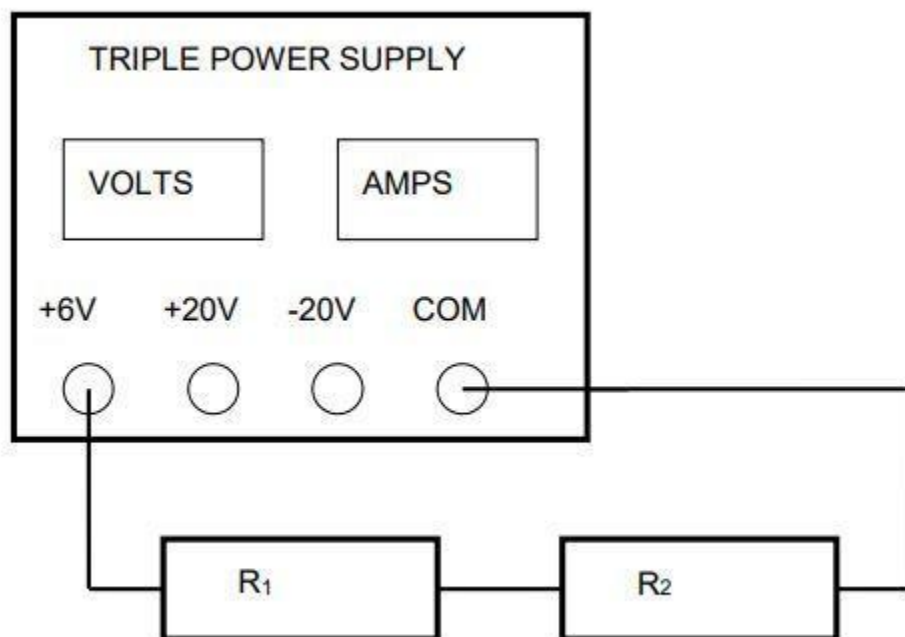 TRIPLE POWER SUPPLY
VOLTS AMPS
+6V +20V -20V COM
R₁ R₂